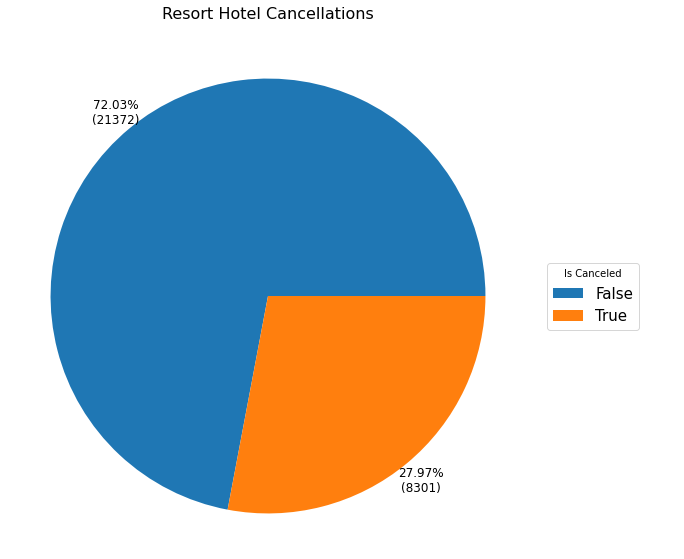 Resort Hotel Cancellations
72.03%
(21372)
Is Canceled
False
True
27.97%
(8301)